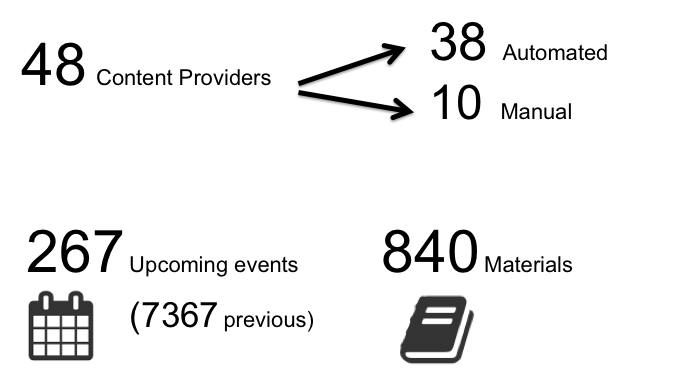 48 Content Providers
38 Automated
10 Manual
267 Upcoming events
(7367 previous)
840 Materials